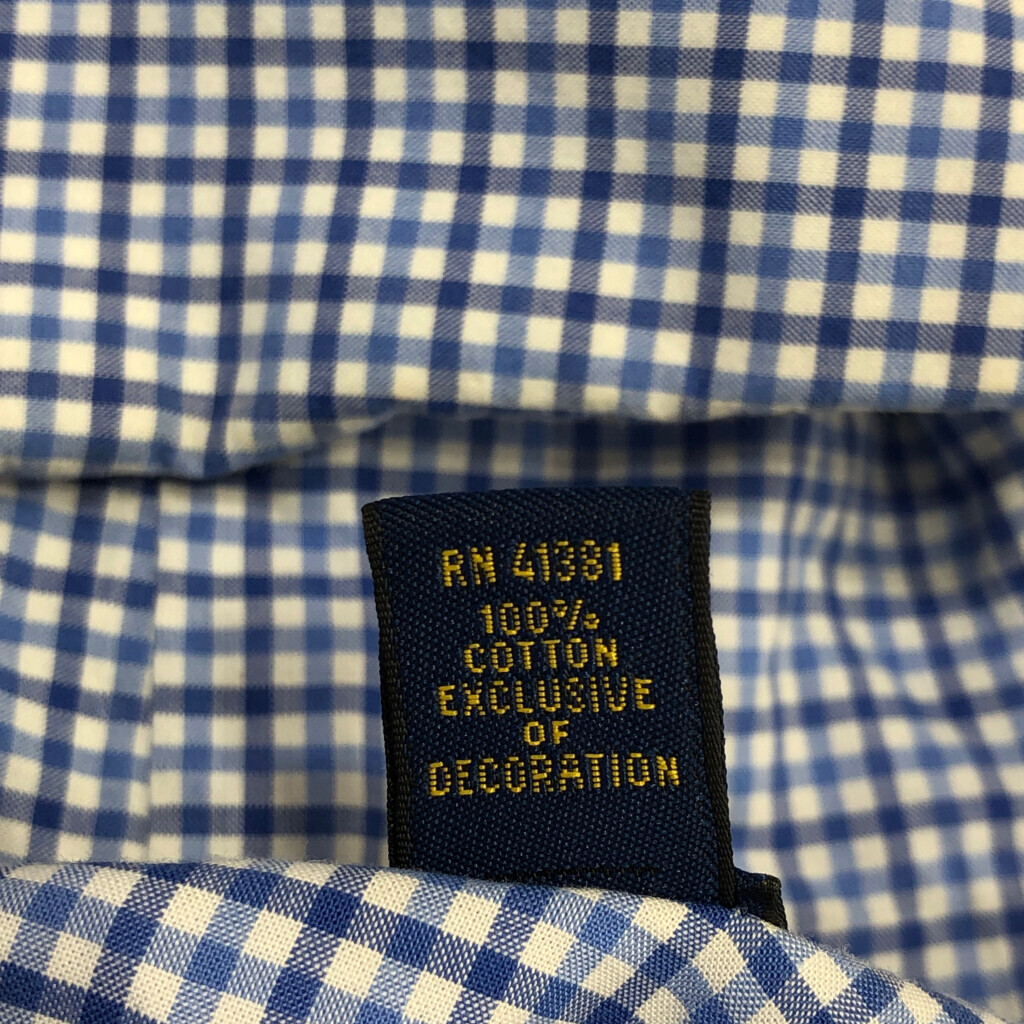 RN 41381
100%
COTTON
EXCLUSIVE
OF
DECORATION